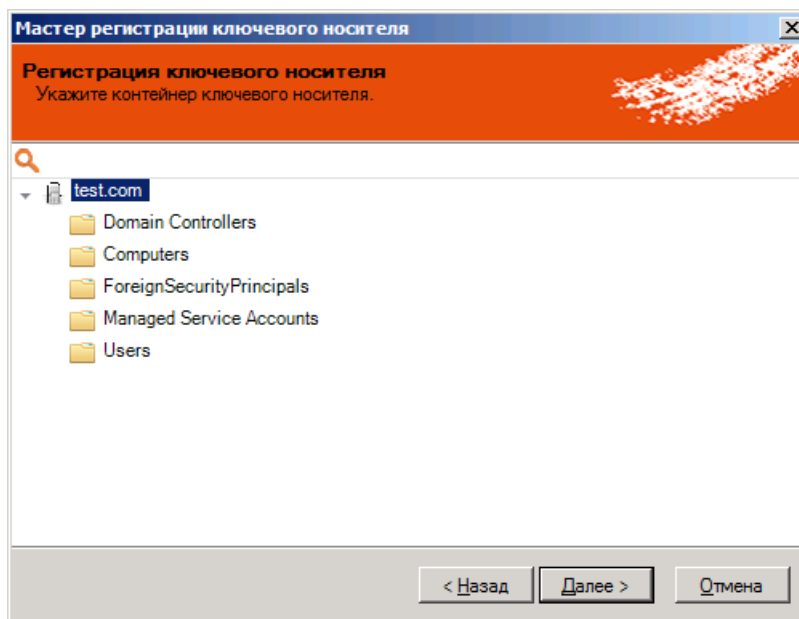 Мастер регистрации ключевого носителя
Регистрация ключевого носителя
Укажите контейнер ключевого носителя.
test.com
Domain Controllers
Computers
ForeignSecurityPrincipals
Managed Service Accounts
Users
< Назад Далее > Отмена